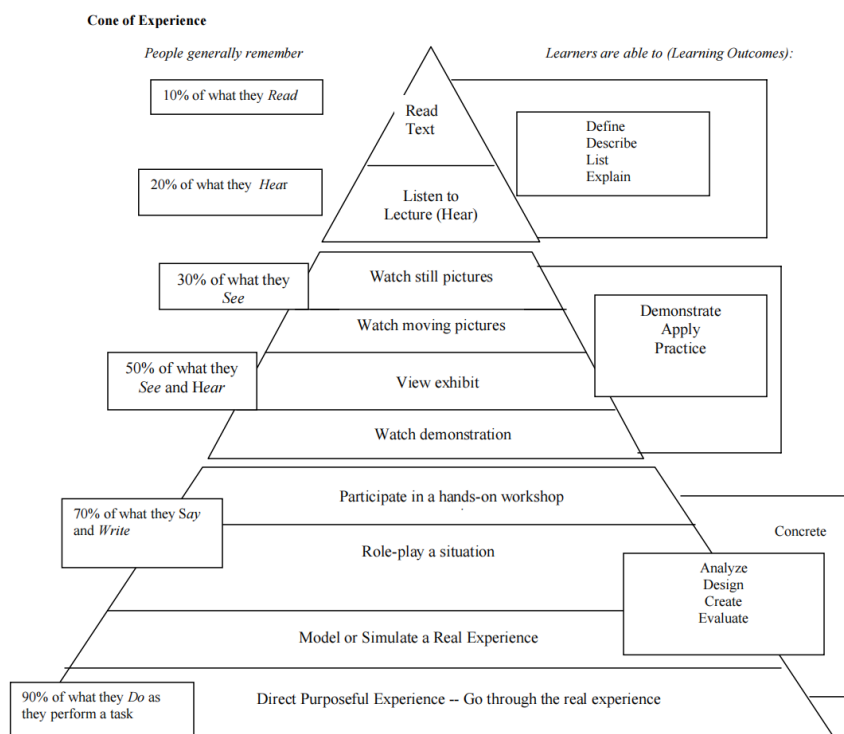 Cone of Experience
People generally remember
Learners are able to (Learning Outcomes):
10% of what they Read
Read
Text
Define
Describe
List
Explain
20% of what they Hear
Listen to
Lecture (Hear)
30% of what they
See
Watch still pictures
Watch moving pictures
Demonstrate
Apply
Practice
50% of what they
See and Hear
View exhibit
Watch demonstration
70% of what they Say
and Write
Participate in a hands-on workshop
Role-play a situation
Concrete
Analyze
Design
Create
Evaluate
Model or Simulate a Real Experience
90% of what they Do as
they perform a task
Direct Purposeful Experience -- Go through the real experience